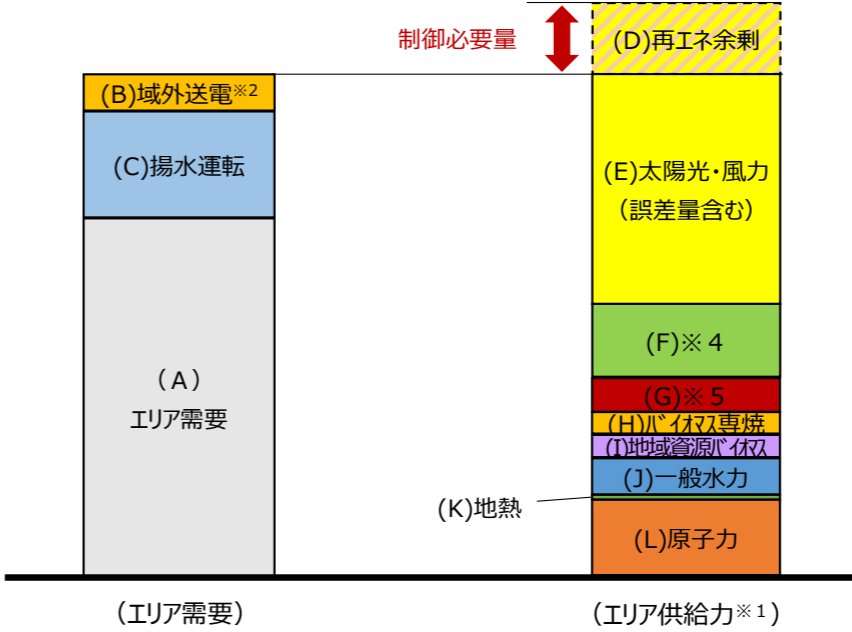 制御必要量
(D)再エネ余剰
(B)域外送電※2
(C)揚水運転
(A)
エリア需要
(E)太陽光・風力
(誤差量含む)
(F)※4
(G)※5
(H)バイオマス専焼
(I)地域資源バイオマス
(J)一般水力
(K)地熱
(L)原子力
(エリア需要)
(エリア供給力※1)